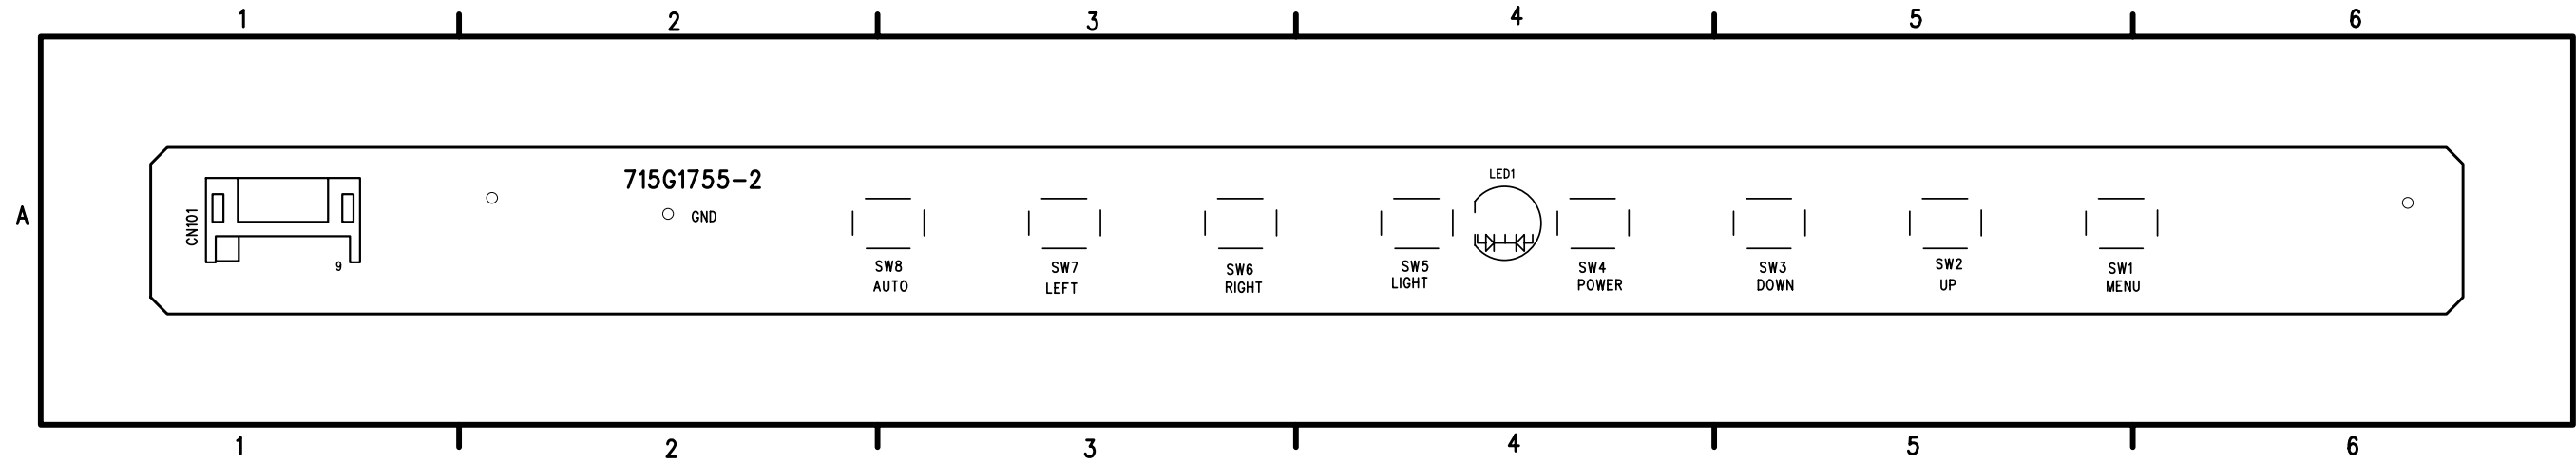 1 2 3 4 5 6
A
CN101
9
715G1755-2
GND
SW8
AUTO
SW7
LEFT
SW6
RIGHT
SW5
LIGHT
LED1
SW4
POWER
SW3
DOWN
SW2
UP
SW1
MENU
1 2 3 4 5 6